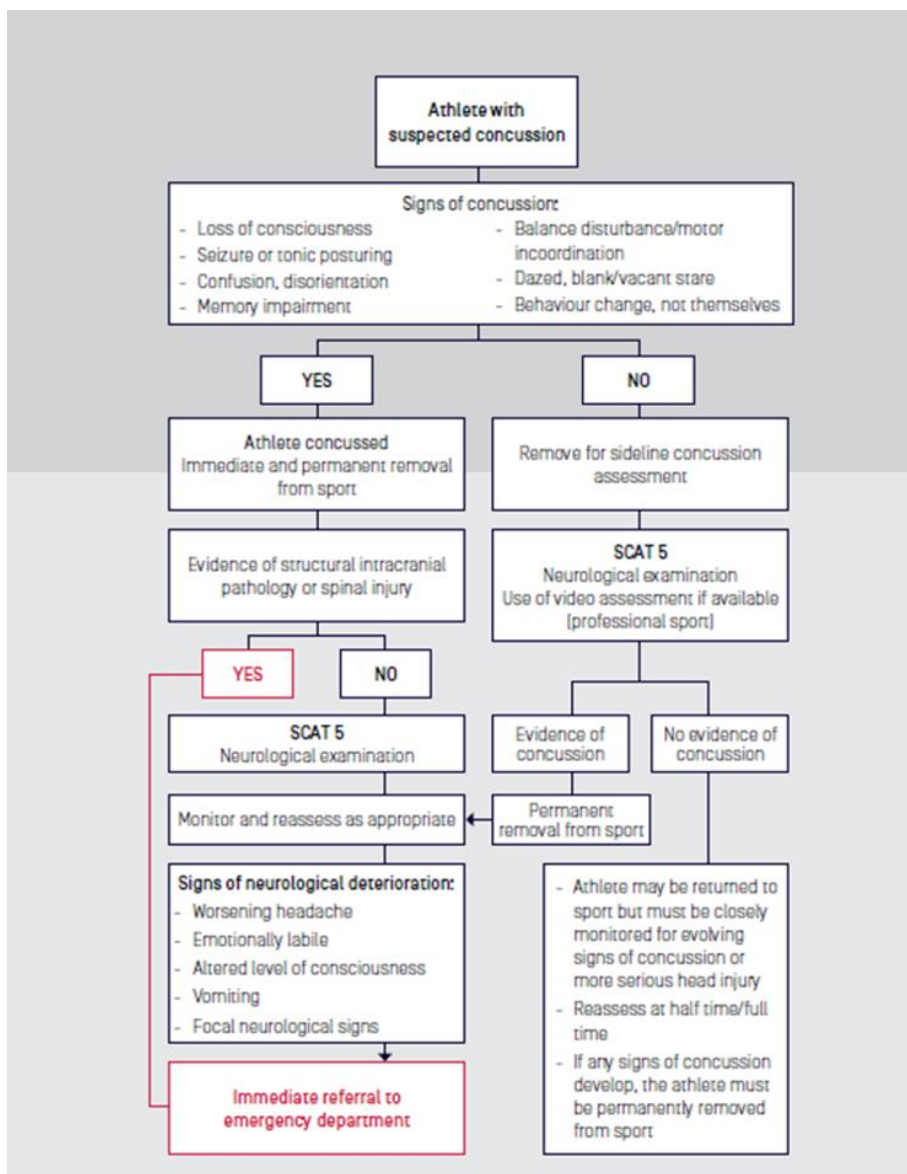 Athlete with
suspected concussion
Signs of concussion:
- Loss of consciousness
- Seizure or tonic posturing
- Confusion, disorientation
- Memory impairment
- Balance disturbance/motor
incoordination
- Dazed, blank/vacant stare
- Behaviour change, not themselves
YES
NO
Athlete concussed
Immediate and permanent removal
from sport
Remove for sideline concussion
assessment
Evidence of structural intracranial
pathology or spinal injury
SCAT 5
Neurological examination
Use of video assessment if available
(professional sport)
YES
NO
SCAT 5
Neurological examination
Evidence of
concussion
No evidence of
concussion
Monitor and reassess as appropriate
Permanent
removal from sport
Signs of neurological deterioration:
- Worsening headache
- Emotionally labile
- Altered level of consciousness
- Vomiting
- Focal neurological signs
- Athlete may be returned to
sport but must be closely
monitored for evolving
signs of concussion or
more serious head injury
- Reassess at half time/full
time
- If any signs of concussion
develop, the athlete must
be permanently removed
from sport
Immediate referral to
emergency department